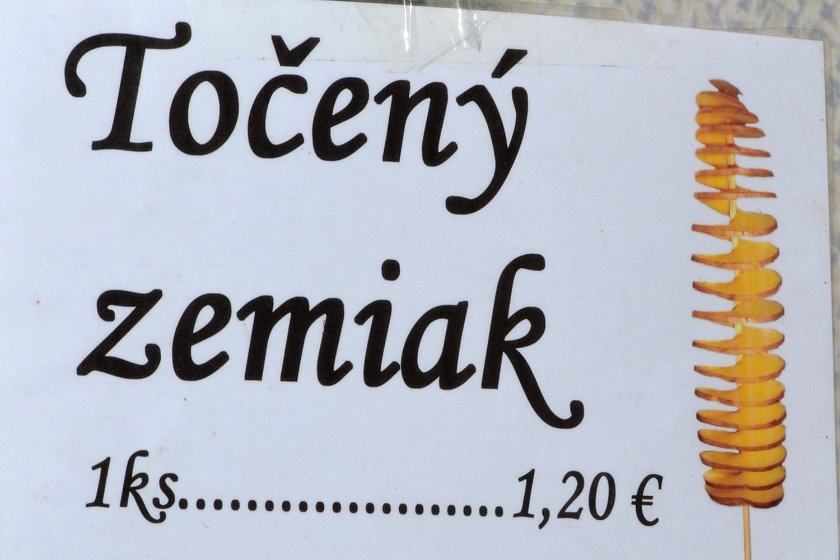 Točený
zemiak
1ks....................1,20 €